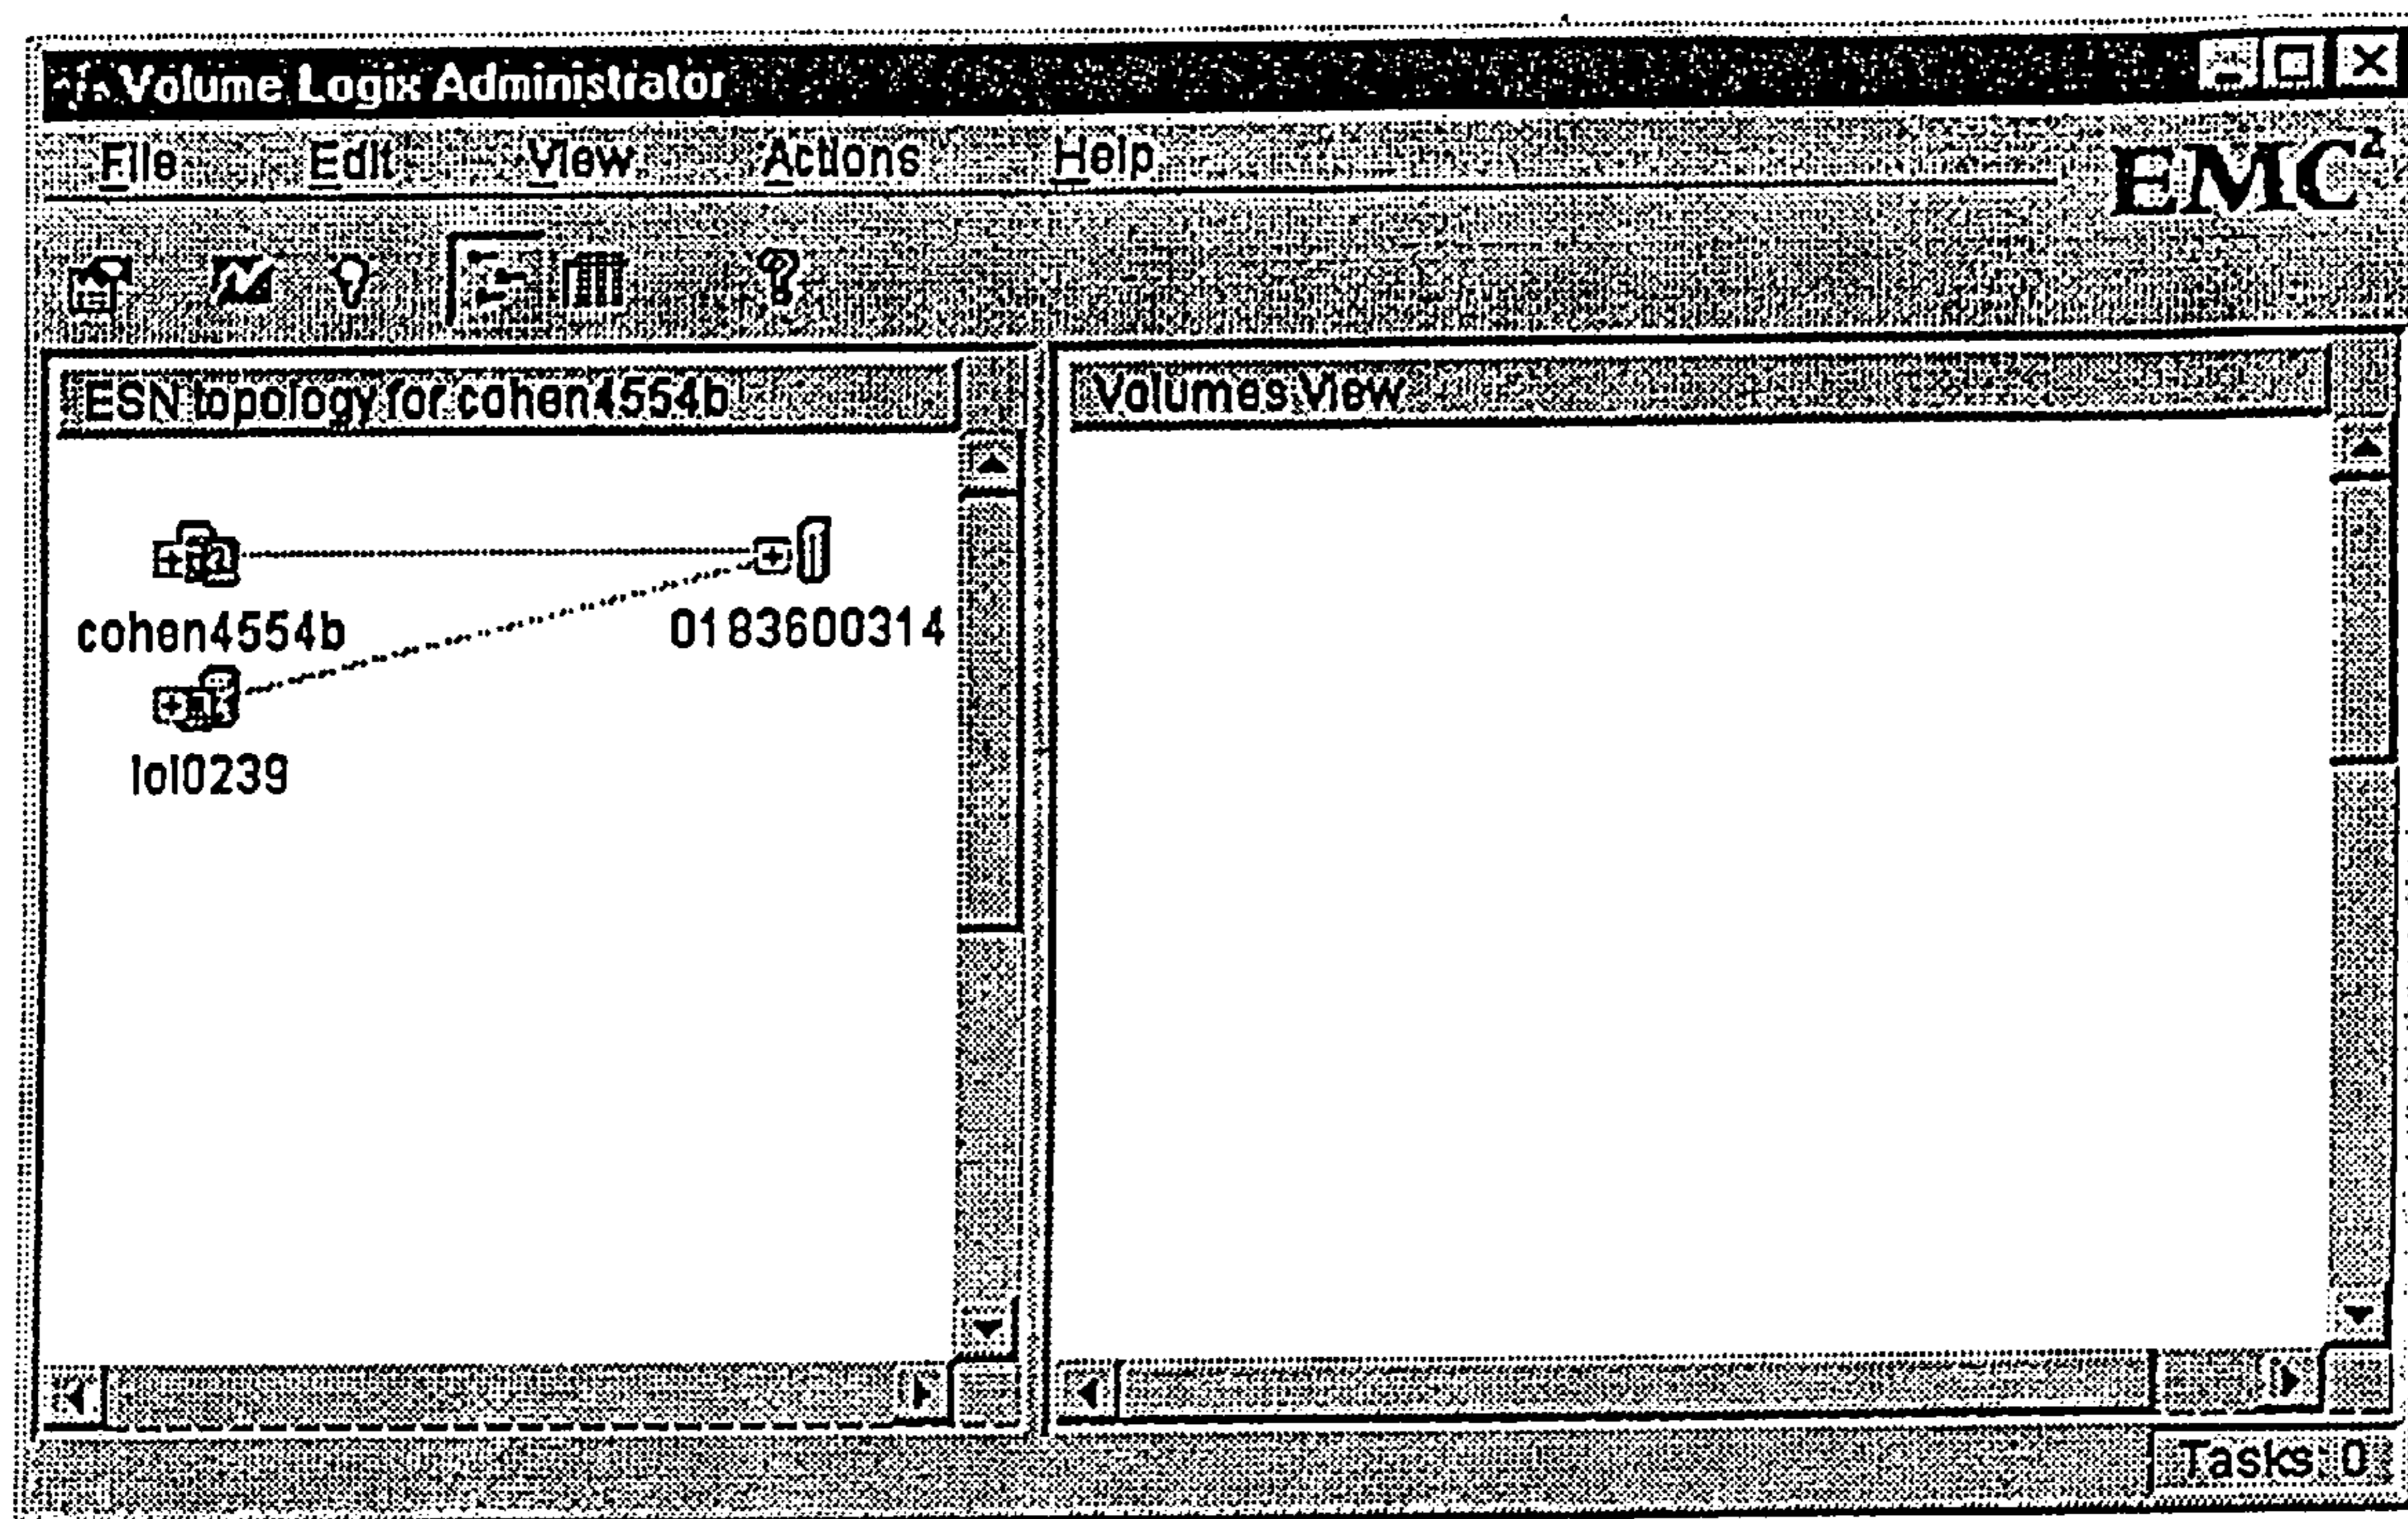 Volume Logix Administrator
File Edit View Actions Help
EMC²
ESN topology for cohen4554b
Volumes View
cohen4554b
0183600314
lol0239
Tasks: 0